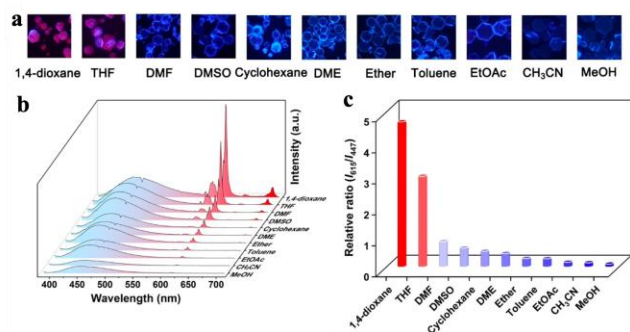 a
1,4-dioxane THF DMF DMSO Cyclohexane DME Ether Toluene EtOAc CH₃CN MeOH
b
Intensity (a.u.)
1,4-dioxane
THF
DMF
DMSO
Cyclohexane
DME
Ether
Toluene
EtOAc
CH₃CN
MeOH
400 450 500 550 600 650 700
Wavelength (nm)
c
Relative ratio (I₆₁₅/I₄₄₇)
5
4
3
2
1
0
1,4-dioxane
THF
DMF
DMSO
Cyclohexane
DME
Ether
Toluene
EtOAc
CH₃CN
MeOH